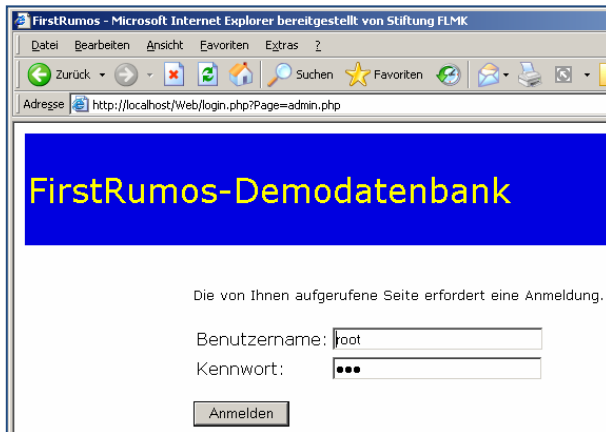 FirstRumos - Microsoft Internet Explorer bereitgestellt von Stiftung FLMK
Datei Bearbeiten Ansicht Favoriten Extras ?
Zurück Suchen Favoriten
Adresse http://localhost/Web/login.php?Page=admin.php
FirstRumos-Demodatenbank
Die von Ihnen aufgerufene Seite erfordert eine Anmeldung.
Benutzername: root
Kennwort: •••
Anmelden